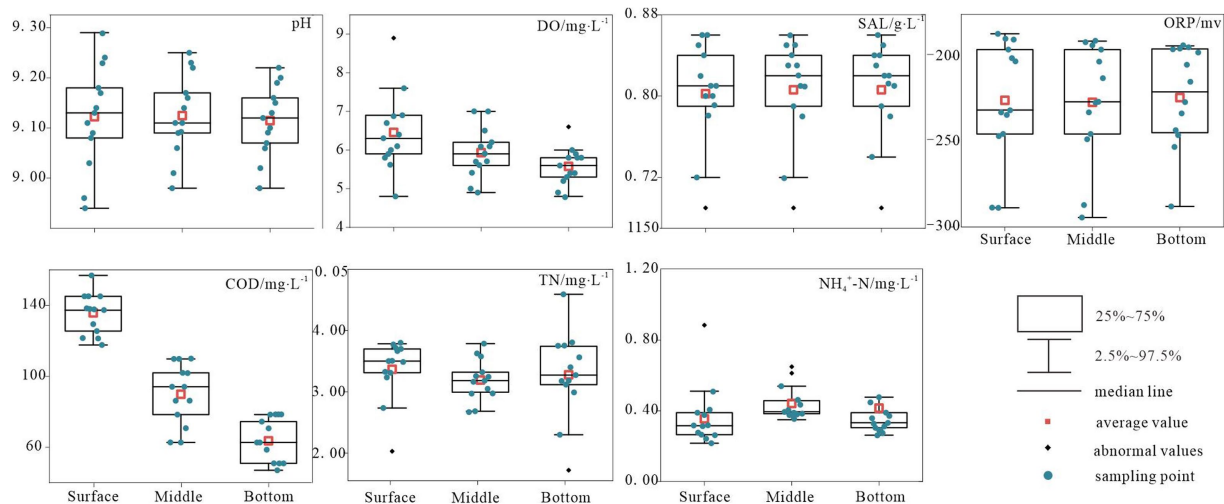 pH
9.30
9.20
9.10
9.00
DO/mg·L⁻¹
9
8
7
6
5
4
SAL/g·L⁻¹
0.88
0.80
0.72
1150
ORP/mv
−200
−250
−300
Surface Middle Bottom
COD/mg·L⁻¹
140
100
60
Surface Middle Bottom
TN/mg·L⁻¹
0.05
4.00
3.00
2.00
Surface Middle Bottom
NH₄⁺-N/mg·L⁻¹
1.20
0.80
0.40
0.00
Surface Middle Bottom
25%~75%
2.5%~97.5%
median line
average value
abnormal values
sampling point